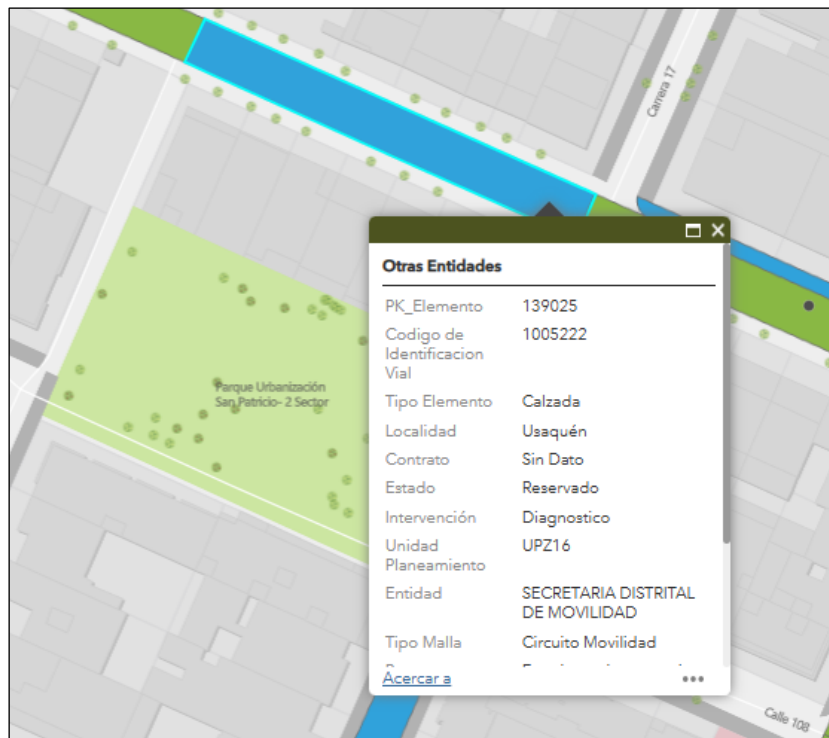 Carrera 17
Otras Entidades
PK_Elemento 139025
Codigo de 1005222
Identificacion
Vial
Tipo Elemento Calzada
Localidad Usaquén
Contrato Sin Dato
Estado Reservado
Intervención Diagnostico
Unidad UPZ16
Planeamiento
Entidad SECRETARIA DISTRITAL
DE MOVILIDAD
Tipo Malla Circuito Movilidad
Acercar a
Parque Urbanización
San Patricio- 2 Sector
Calle 108